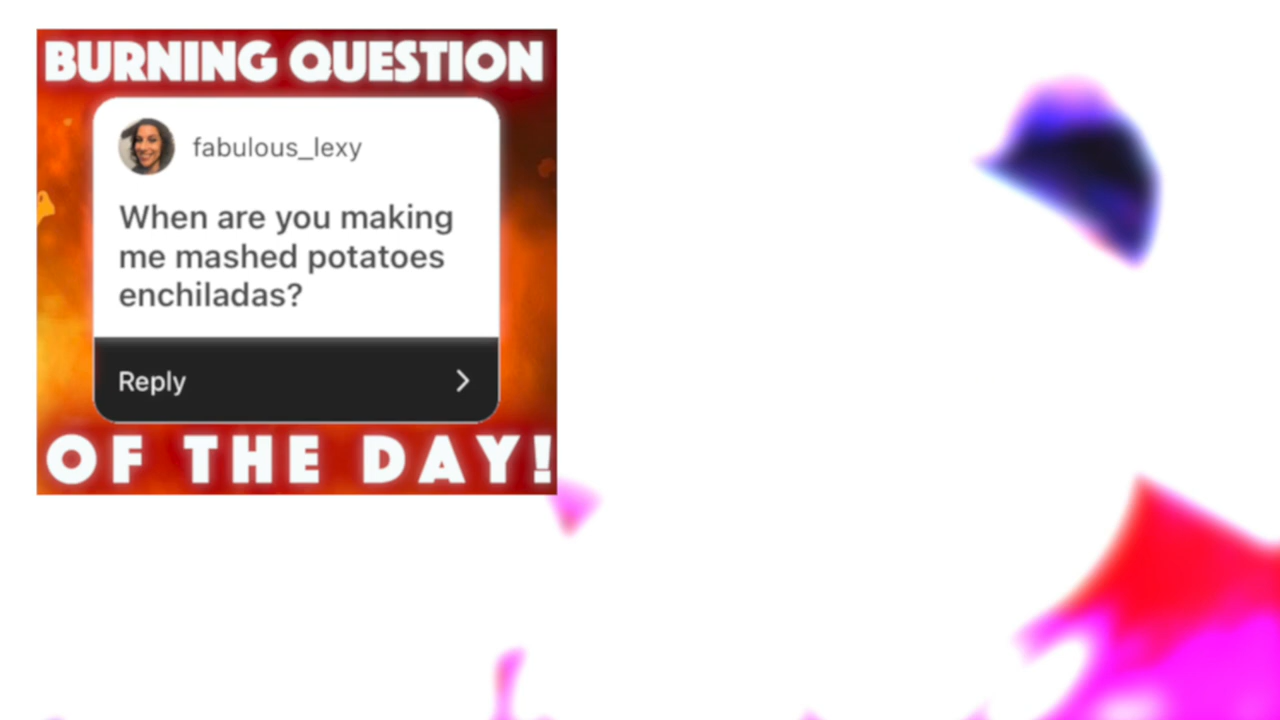 BURNING QUESTION
fabulous_lexy
When are you making
me mashed potatoes
enchiladas?
Reply
OF THE DAY!